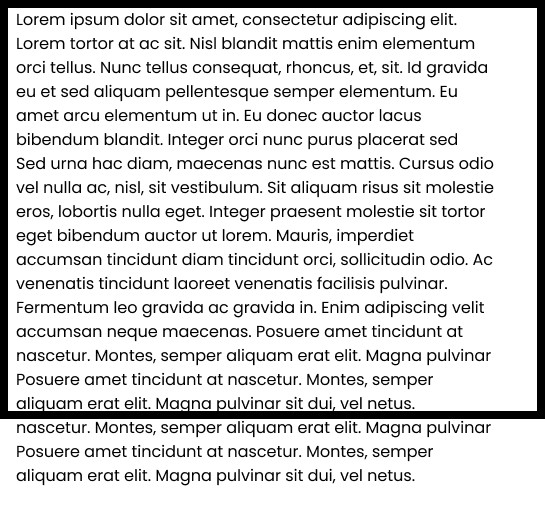 Lorem ipsum dolor sit amet, consectetur adipiscing elit.
Lorem tortor at ac sit. Nisl blandit mattis enim elementum
orci tellus. Nunc tellus consequat, rhoncus, et, sit. Id gravida
eu et sed aliquam pellentesque semper elementum. Eu
amet arcu elementum ut in. Eu donec auctor lacus
bibendum blandit. Integer orci nunc purus placerat sed
Sed urna hac diam, maecenas nunc est mattis. Cursus odio
vel nulla ac, nisl, sit vestibulum. Sit aliquam risus sit molestie
eros, lobortis nulla eget. Integer praesent molestie sit tortor
eget bibendum auctor ut lorem. Mauris, imperdiet
accumsan tincidunt diam tincidunt orci, sollicitudin odio. Ac
venenatis tincidunt laoreet venenatis facilisis pulvinar.
Fermentum leo gravida ac gravida in. Enim adipiscing velit
accumsan neque maecenas. Posuere amet tincidunt at
nascetur. Montes, semper aliquam erat elit. Magna pulvinar
Posuere amet tincidunt at nascetur. Montes, semper
aliquam erat elit. Magna pulvinar sit dui, vel netus.
nascetur. Montes, semper aliquam erat elit. Magna pulvinar
Posuere amet tincidunt at nascetur. Montes, semper
aliquam erat elit. Magna pulvinar sit dui, vel netus.